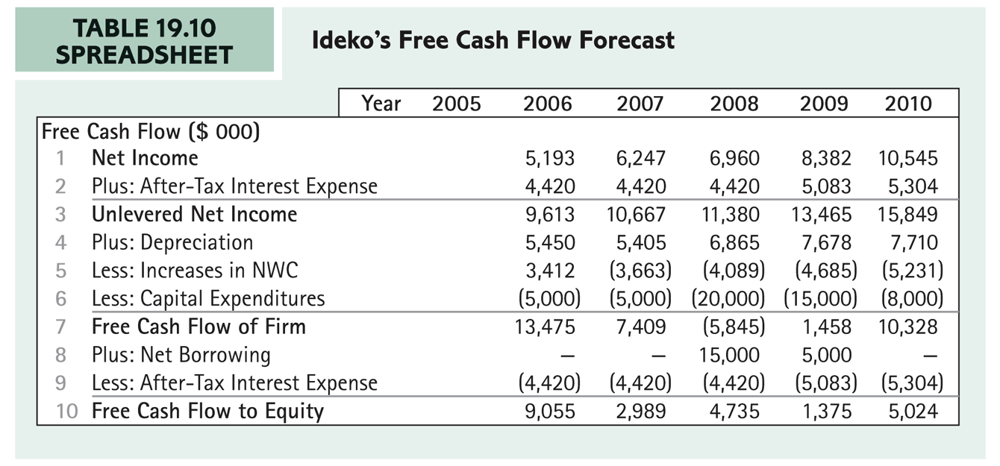 TABLE 19.10
SPREADSHEET
Ideko's Free Cash Flow Forecast
Year 2005 2006 2007 2008 2009 2010
Free Cash Flow ($ 000)
1 Net Income 5,193 6,247 6,960 8,382 10,545
2 Plus: After-Tax Interest Expense 4,420 4,420 4,420 5,083 5,304
3 Unlevered Net Income 9,613 10,667 11,380 13,465 15,849
4 Plus: Depreciation 5,450 5,405 6,865 7,678 7,710
5 Less: Increases in NWC 3,412 (3,663) (4,089) (4,685) (5,231)
6 Less: Capital Expenditures (5,000) (5,000) (20,000) (15,000) (8,000)
7 Free Cash Flow of Firm 13,475 7,409 (5,845) 1,458 10,328
8 Plus: Net Borrowing – – 15,000 5,000 –
9 Less: After-Tax Interest Expense (4,420) (4,420) (4,420) (5,083) (5,304)
10 Free Cash Flow to Equity 9,055 2,989 4,735 1,375 5,024